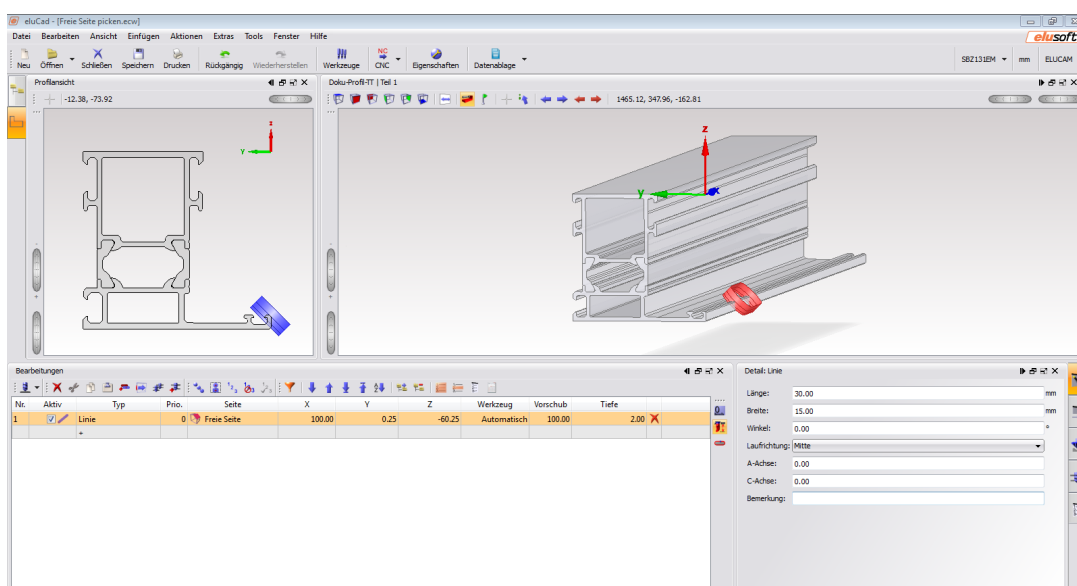 eluCad - [Freie Seite picken.ecw]
Datei Bearbeiten Ansicht Einfügen Aktionen Extras Tools Fenster Hilfe
elusoft
Neu Öffnen Schließen Speichern Drucken Rückgängig Wiederherstellen Werkzeuge CNC Eigenschaften Datenablage SBZ131EM mm ELUCAM
NC
Profilansicht
-12.38, -73.92
Doku-Profil-TT | Teil 1
1465.12, 347.96, -162.81
z
Y
z
y
x
Bearbeitungen
Nr. Aktiv Typ Prio. Seite X Y Z Werkzeug Vorschub Tiefe
1 Linie 0 Freie Seite 100.00 0.25 -60.25 Automatisch 100.00 2.00
+
Detail: Linie
Länge: 30.00 mm
Breite: 15.00 mm
Winkel: 0.00 °
Laufrichtung: Mitte
A-Achse: 0.00
C-Achse: 0.00
Bemerkung: